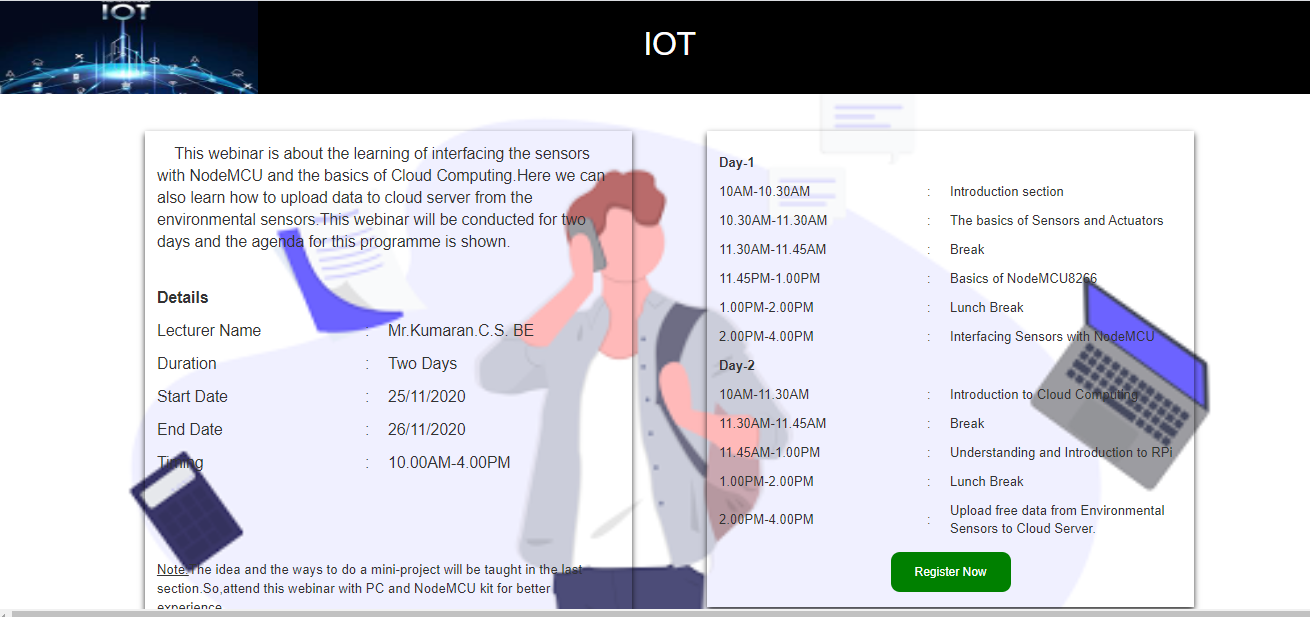 IOT
IOT
This webinar is about the learning of interfacing the sensors
with NodeMCU and the basics of Cloud Computing.Here we can
also learn how to upload data to cloud server from the
environmental sensors.This webinar will be conducted for two
days and the agenda for this programme is shown.
Details
Lecturer Name : Mr.Kumaran.C.S. BE
Duration : Two Days
Start Date : 25/11/2020
End Date : 26/11/2020
Timing : 10.00AM-4.00PM
Note:The idea and the ways to do a mini-project will be taught in the last
section.So,attend this webinar with PC and NodeMCU kit for better
experience
Day-1
10AM-10.30AM : Introduction section
10.30AM-11.30AM : The basics of Sensors and Actuators
11.30AM-11.45AM : Break
11.45PM-1.00PM : Basics of NodeMCU8266
1.00PM-2.00PM : Lunch Break
2.00PM-4.00PM : Interfacing Sensors with NodeMCU
Day-2
10AM-11.30AM : Introduction to Cloud Computing
11.30AM-11.45AM : Break
11.45AM-1.00PM : Understanding and Introduction to RPi
1.00PM-2.00PM : Lunch Break
2.00PM-4.00PM : Upload free data from Environmental
Sensors to Cloud Server.
Register Now